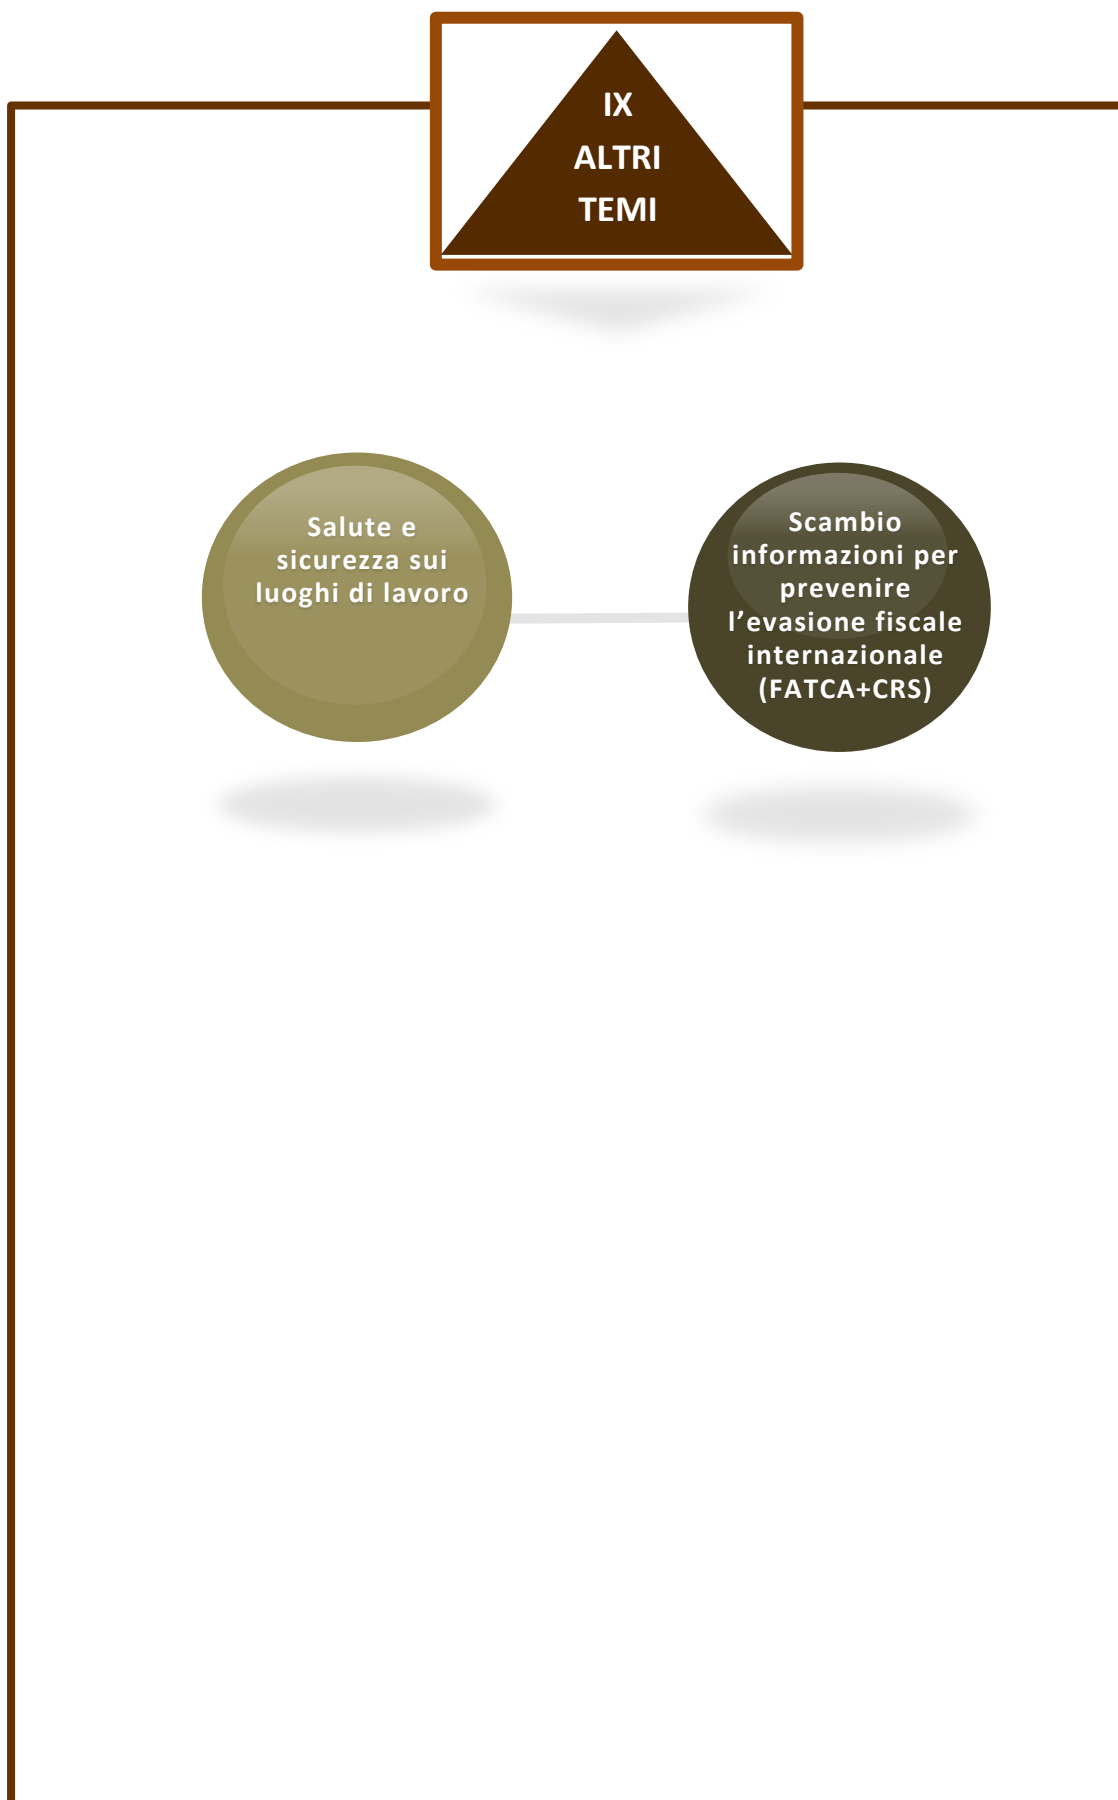 IX
ALTRI
TEMI
Salute e
sicurezza sui
luoghi di lavoro
Scambio
informazioni per
prevenire
l’evasione fiscale
internazionale
(FATCA+CRS)